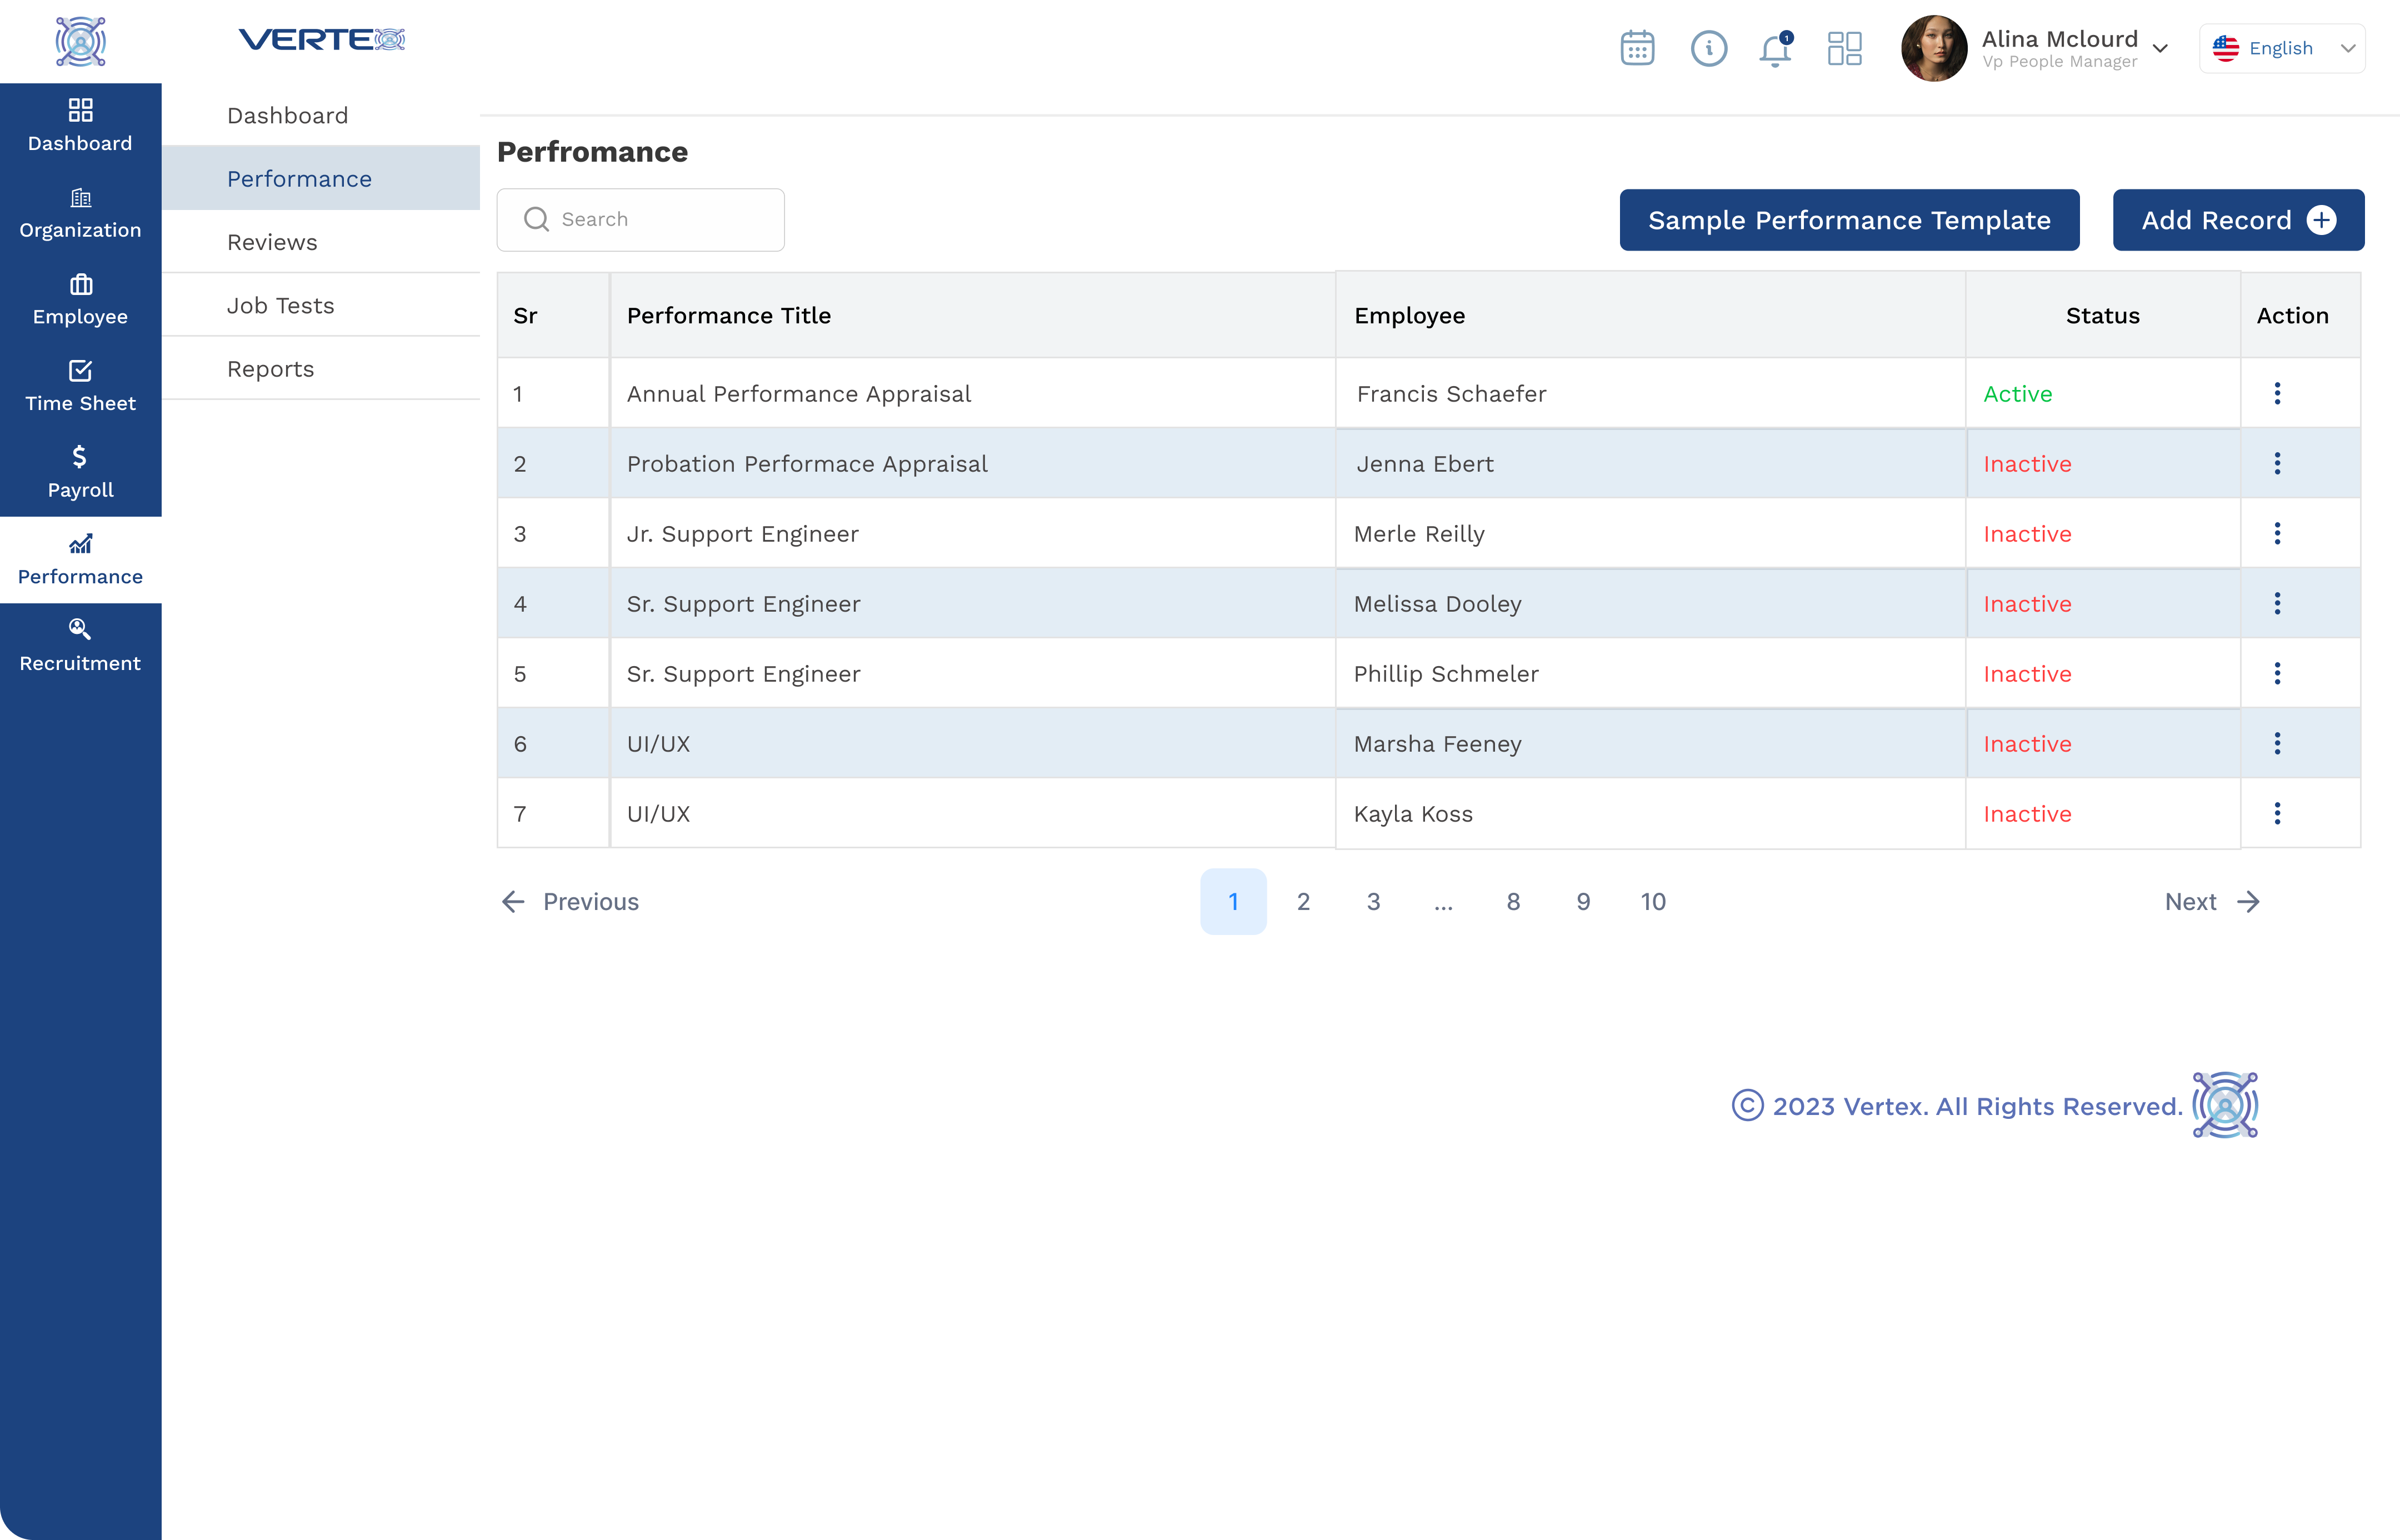 VERTEX
1
Alina Mclourd
Vp People Manager
English
Dashboard
Organization
Employee
Time Sheet
Payroll
Performance
Recruitment
Dashboard
Performance
Reviews
Job Tests
Reports
Perfromance
Search
Sample Performance Template
Add Record
Sr Performance Title Employee Status Action
1 Annual Performance Appraisal Francis Schaefer Active
2 Probation Performace Appraisal Jenna Ebert Inactive
3 Jr. Support Engineer Merle Reilly Inactive
4 Sr. Support Engineer Melissa Dooley Inactive
5 Sr. Support Engineer Phillip Schmeler Inactive
6 UI/UX Marsha Feeney Inactive
7 UI/UX Kayla Koss Inactive
Previous 1 2 3 ... 8 9 10 Next
© 2023 Vertex. All Rights Reserved.